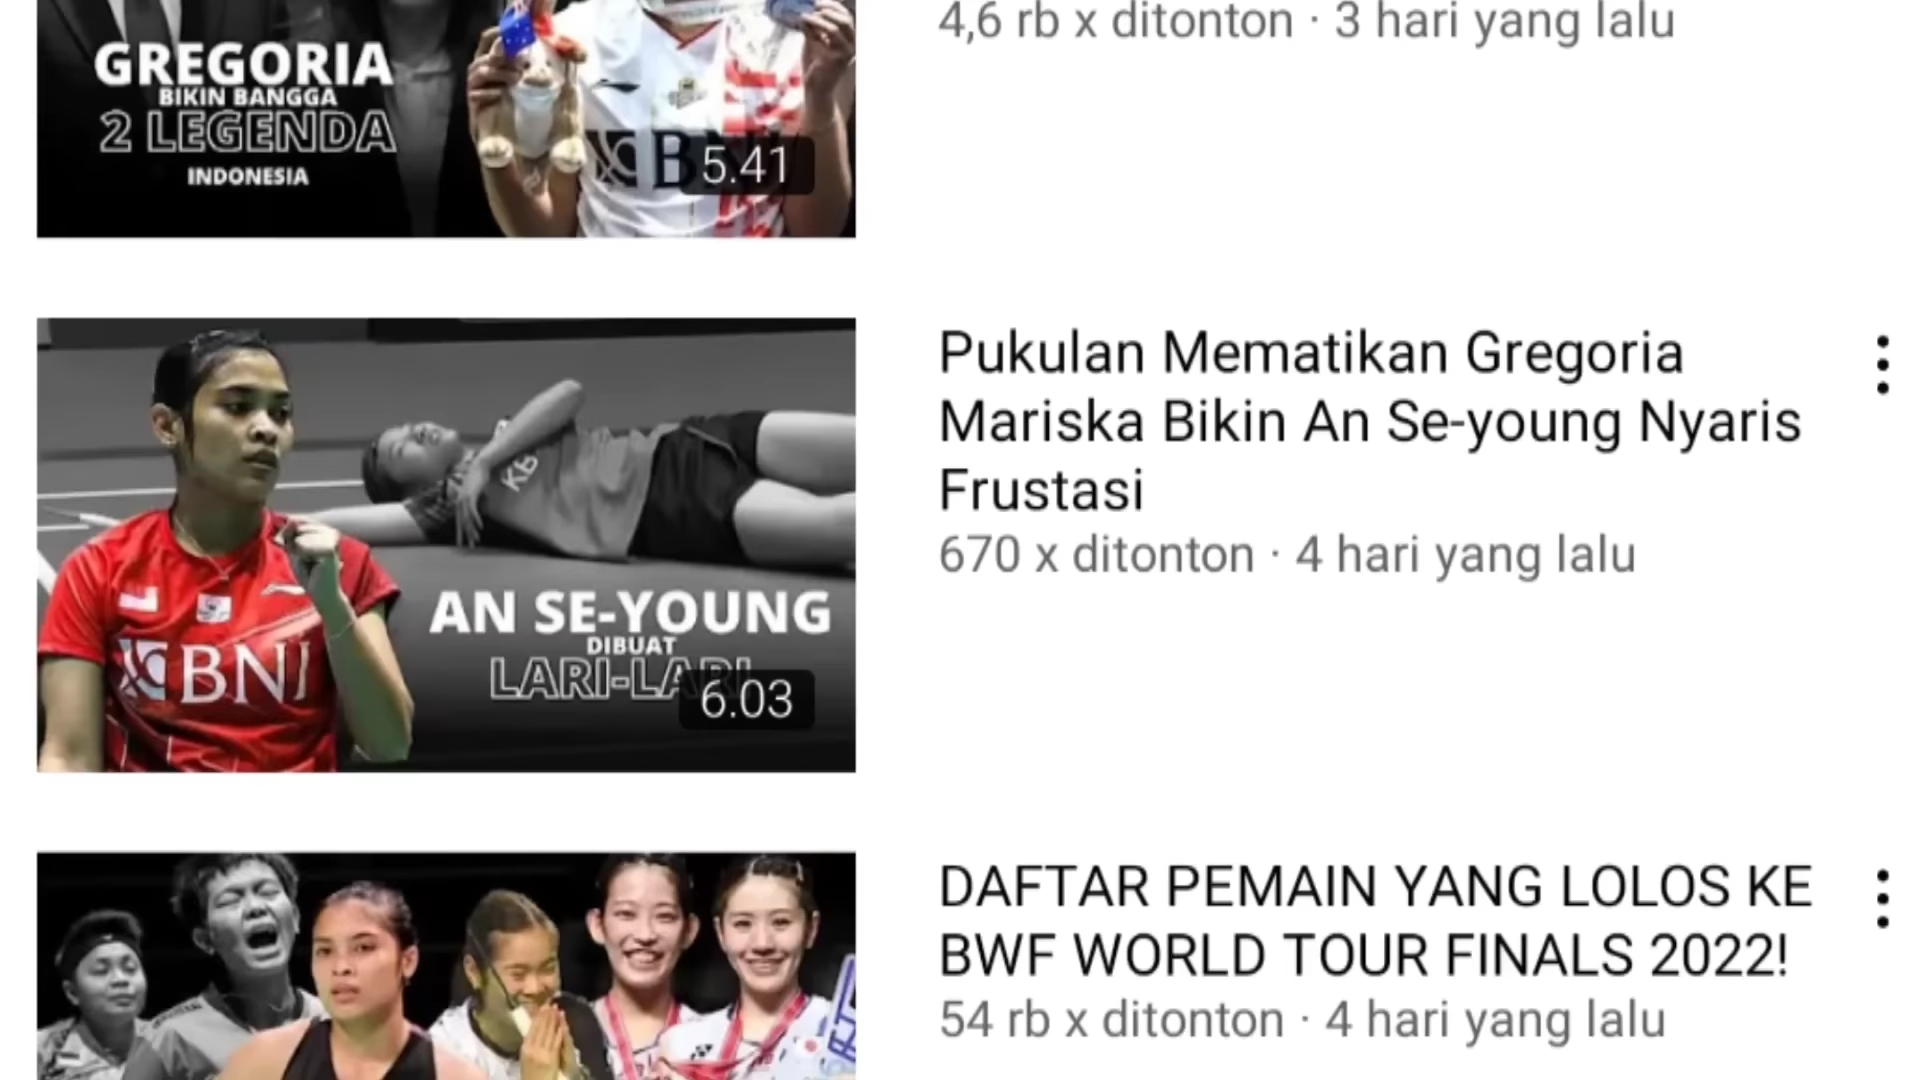 4,6 rb x ditonton · 3 hari yang lalu
GREGORIA
BIKIN BANGGA
2 LEGENDA
INDONESIA
BNI
5.41
Pukulan Mematikan Gregoria
Mariska Bikin An Se-young Nyaris
Frustasi
670 x ditonton · 4 hari yang lalu
KB
BNI
AN SE-YOUNG
DIBUAT
LARI-LARI
6.03
DAFTAR PEMAIN YANG LOLOS KE
BWF WORLD TOUR FINALS 2022!
54 rb x ditonton · 4 hari yang lalu